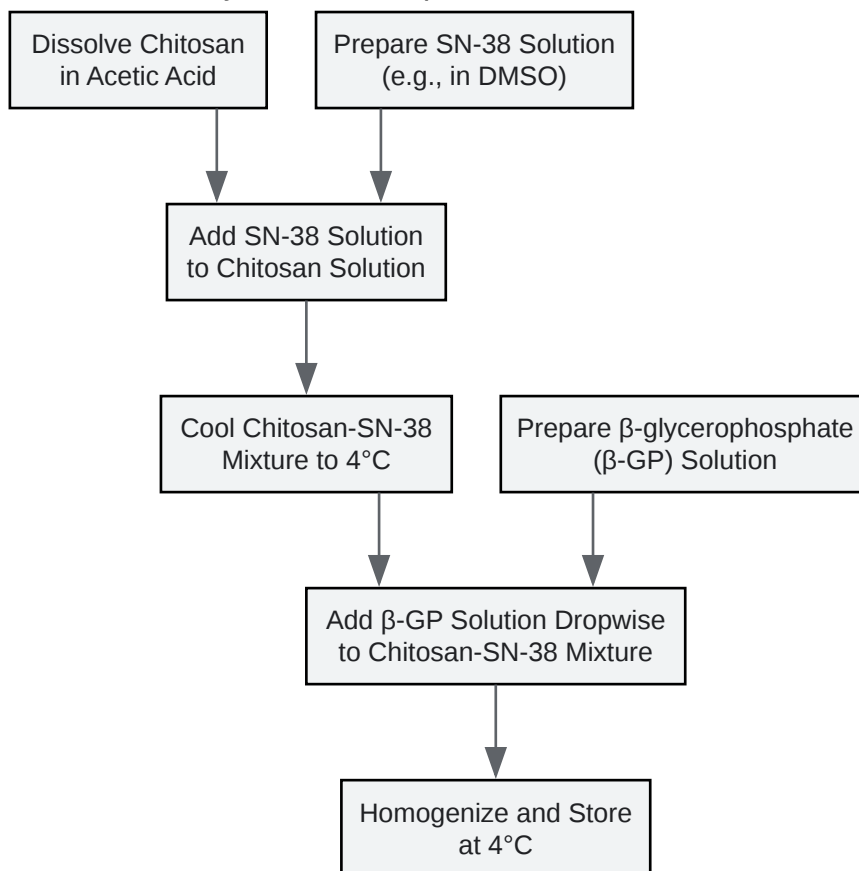 Dissolve Chitosan
in Acetic Acid
Prepare SN-38 Solution
(e.g., in DMSO)
Add SN-38 Solution
to Chitosan Solution
Cool Chitosan-SN-38
Mixture to 4°C
Prepare β-glycerophosphate
(β-GP) Solution
Add β-GP Solution Dropwise
to Chitosan-SN-38 Mixture
Homogenize and Store
at 4°C